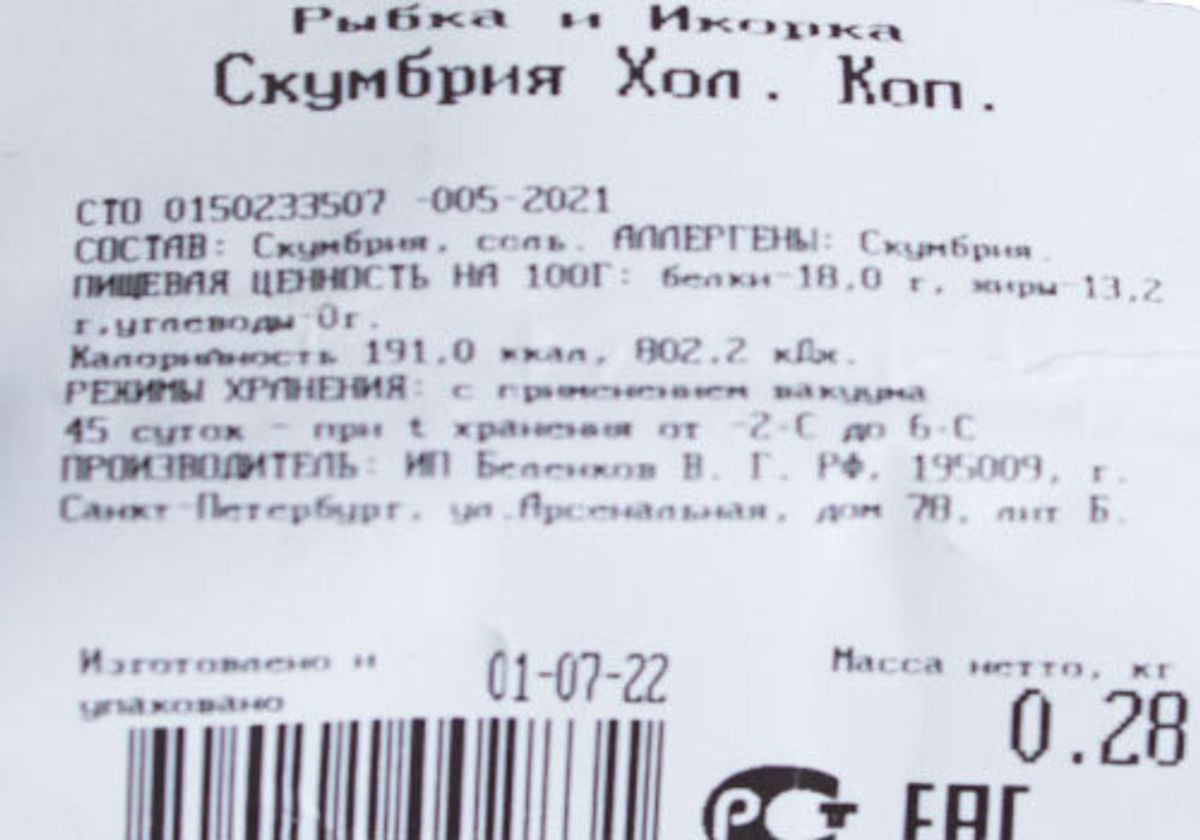 Рыбка и Икорка
Скумбрия Хол. Коп.
СТО 0150233507 -005-2021
СОСТАВ: Скумбрия, соль. АЛЛЕРГЕНЫ: Скумбрия.
ПИЩЕВАЯ ЦЕННОСТЬ НА 100Г: белки-18,0 г, жиры-13,2
г,углеводы-0г.
Калорийность 191,0 ккал, 802,2 кДж.
РЕЖИМЫ ХРАНЕНИЯ: с применением вакуума
45 суток - при t хранения от -2·С до 6·С
ПРОИЗВОДИТЕЛЬ: ИП Беленков В. Г. РФ, 195009, г.
Санкт-Петербург, ул.Арсенальная, дом 78, лит Б.
Изготовлено и
упаковано
01-07-22
Масса нетто, кг
0.28
РСТ
ЕАС